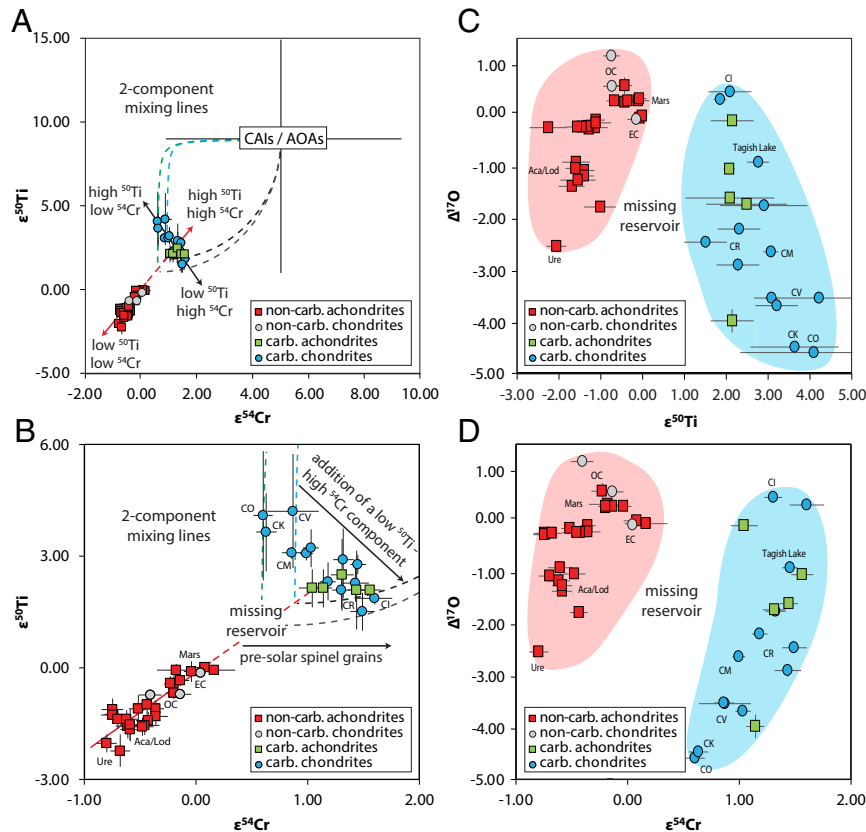 A
15.00
10.00
5.00
0.00
-5.00
ε50Ti
2-component
mixing lines
CAIs / AOAs
high 50Ti
low 54Cr
high 50Ti
high 54Cr
low 50Ti
high 54Cr
low 50Ti
low 54Cr
non-carb. achondrites
non-carb. chondrites
carb. achondrites
carb. chondrites
-2.00 0.00 2.00 4.00 6.00 8.00 10.00
ε54Cr
B
6.00
3.00
0.00
-3.00
ε50Ti
2-component
mixing lines
addition of a low 50Ti-
high 54Cr component
CO
CK
CV
CM
CR
CI
missing
reservoir
pre-solar spinel grains
Mars
EC
OC
Aca/Lod
Ure
non-carb. achondrites
non-carb. chondrites
carb. achondrites
carb. chondrites
-1.00 0.00 1.00 2.00
ε54Cr
C
1.00
0.00
-1.00
-2.00
-3.00
-4.00
-5.00
Δ17O
OC
Mars
EC
Aca/Lod
Ure
missing
reservoir
CI
Tagish Lake
CR
CM
CV
CK
CO
non-carb. achondrites
non-carb. chondrites
carb. achondrites
carb. chondrites
-3.00 -2.00 -1.00 0.00 1.00 2.00 3.00 4.00 5.00
ε50Ti
D
1.00
0.00
-1.00
-2.00
-3.00
-4.00
-5.00
Δ17O
OC
Mars
EC
Aca/Lod
Ure
missing
reservoir
CI
Tagish Lake
CR
CM
CV
CK
CO
non-carb. achondrites
non-carb. chondrites
carb. achondrites
carb. chondrites
-1.00 0.00 1.00 2.00
ε54Cr